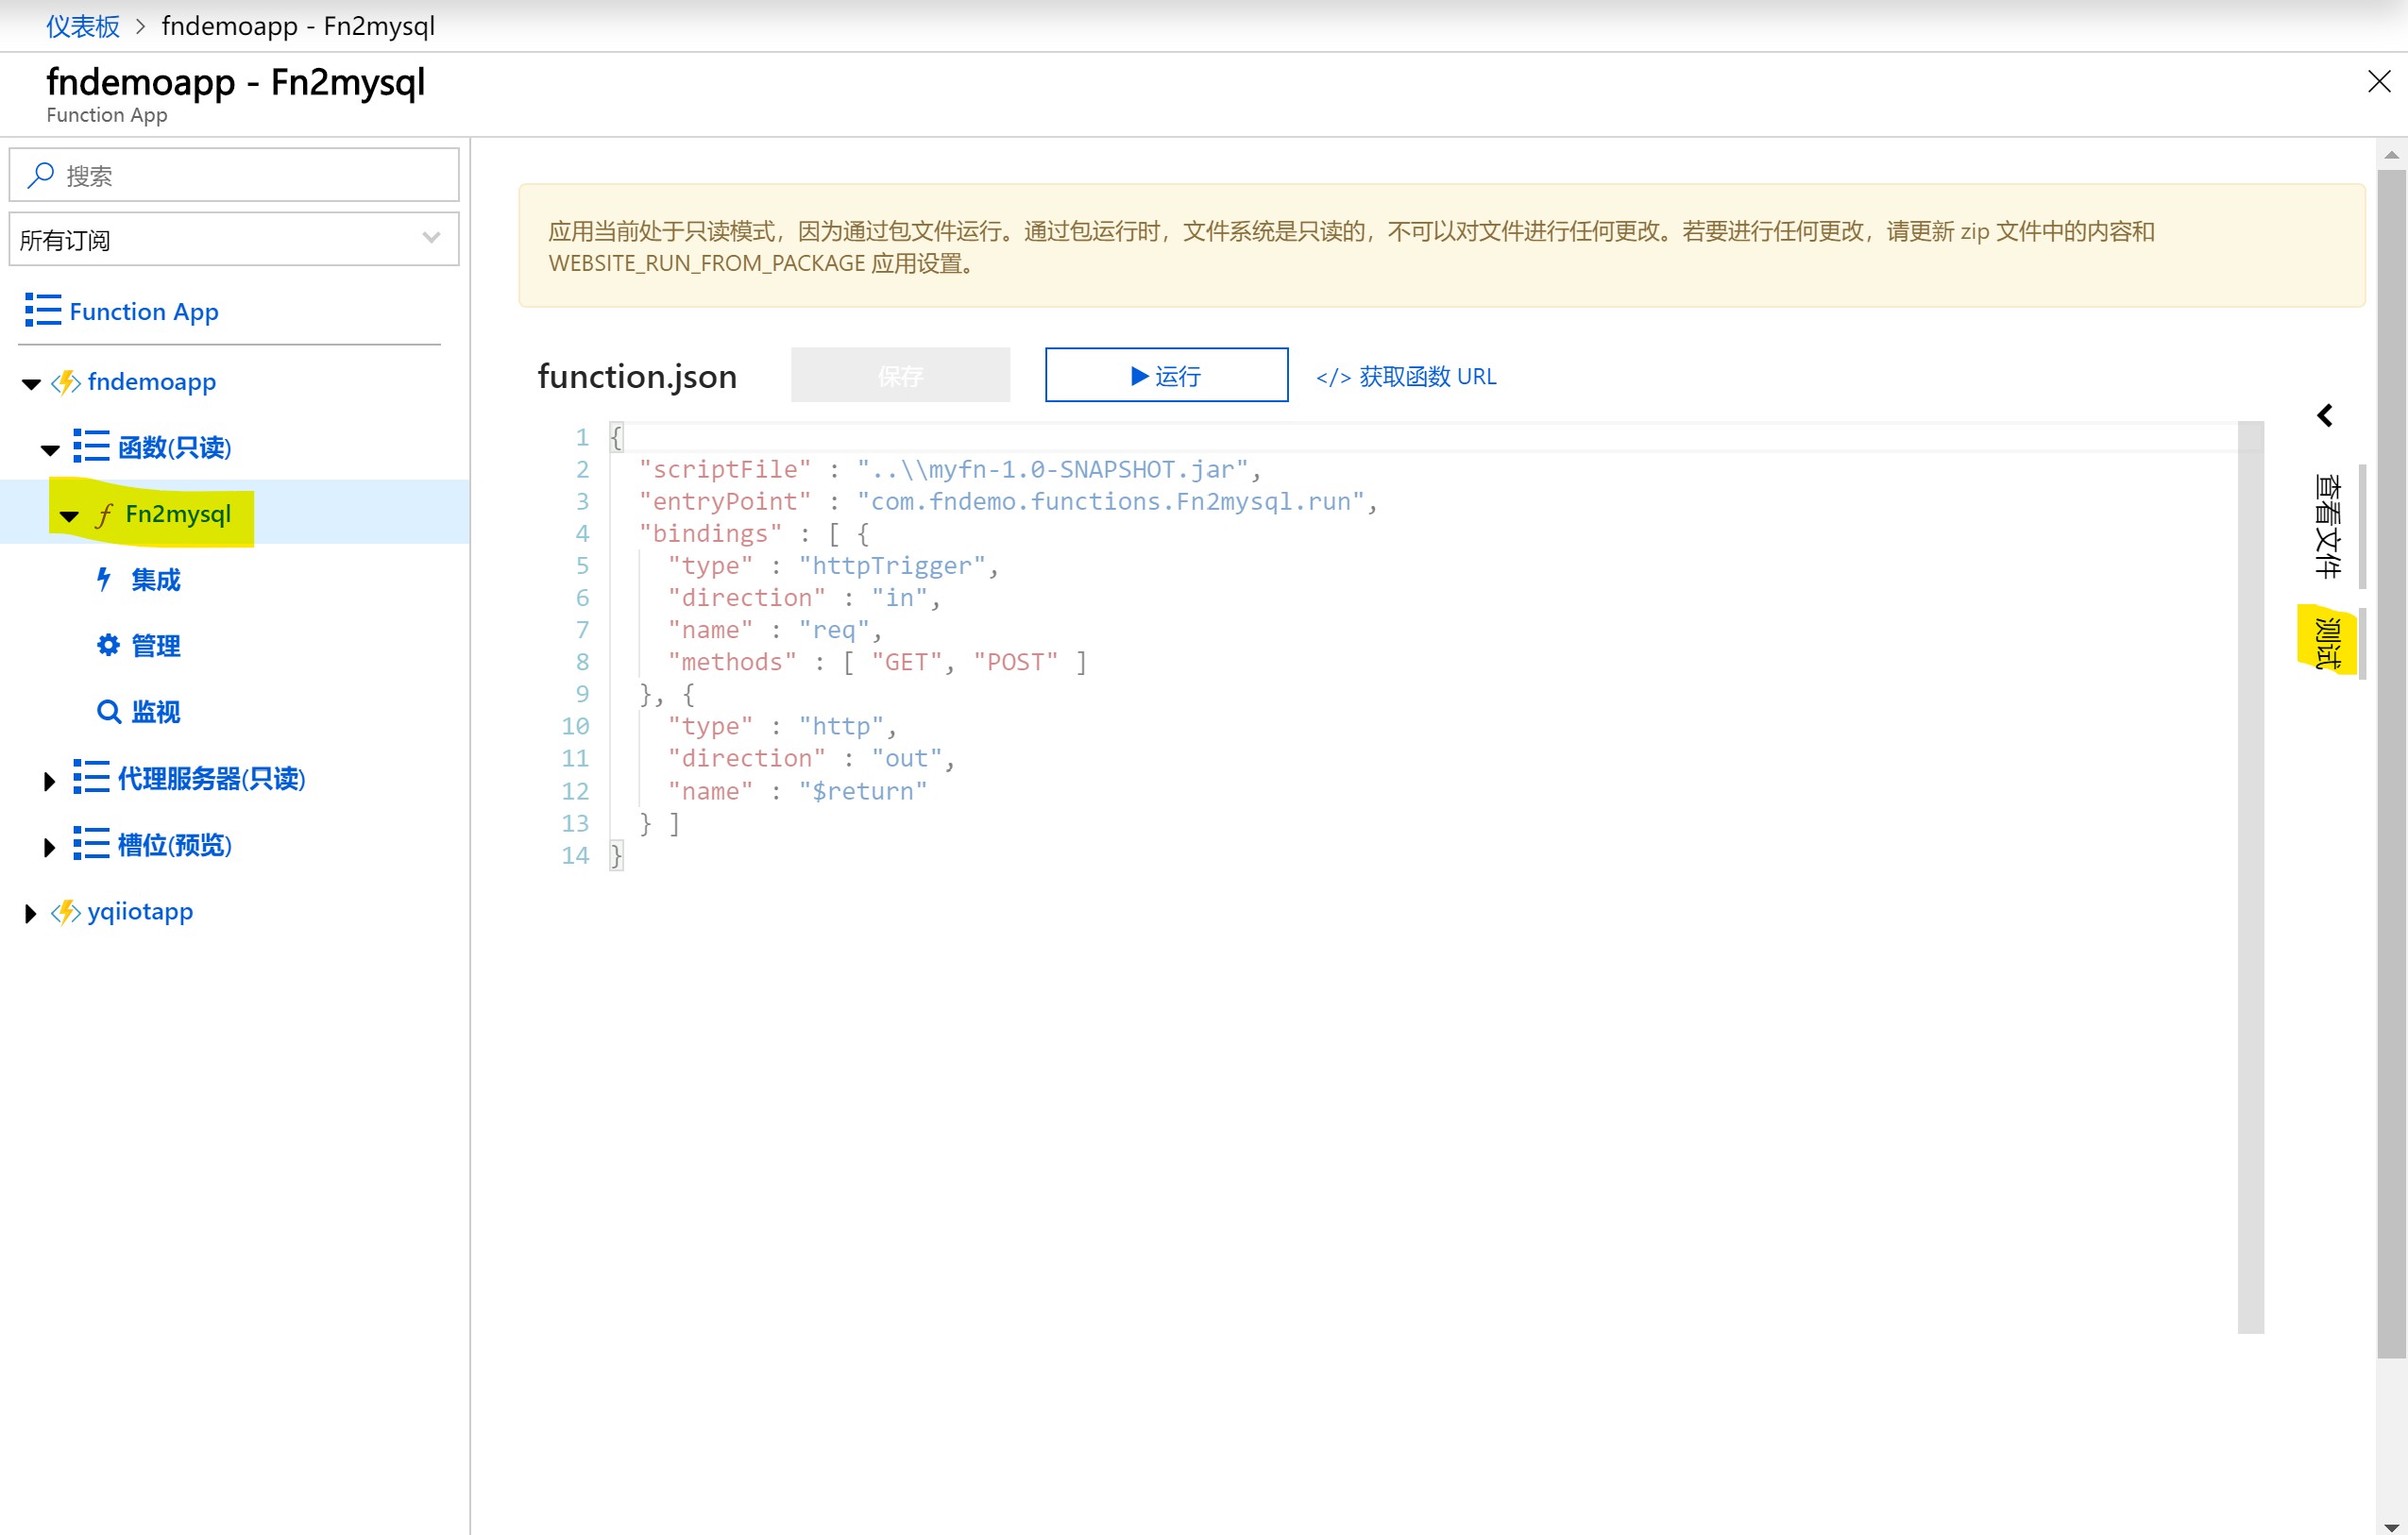 仪表板 > fndemoapp - Fn2mysql
fndemoapp - Fn2mysql
Function App
搜索
所有订阅
Function App
fndemoapp
函数(只读)
f Fn2mysql
集成
管理
监视
代理服务器(只读)
槽位(预览)
yqiiotapp
应用当前处于只读模式，因为通过包文件运行。通过包运行时，文件系统是只读的，不可以对文件进行任何更改。若要进行任何更改，请更新 zip 文件中的内容和
WEBSITE_RUN_FROM_PACKAGE 应用设置。
function.json 保存 运行 </> 获取函数 URL
1 {
2 "scriptFile" : "..\\myfn-1.0-SNAPSHOT.jar",
3 "entryPoint" : "com.fndemo.functions.Fn2mysql.run",
4 "bindings" : [ {
5 "type" : "httpTrigger",
6 "direction" : "in",
7 "name" : "req",
8 "methods" : [ "GET", "POST" ]
9 }, {
10 "type" : "http",
11 "direction" : "out",
12 "name" : "$return"
13 } ]
14 }
查看文件
测试